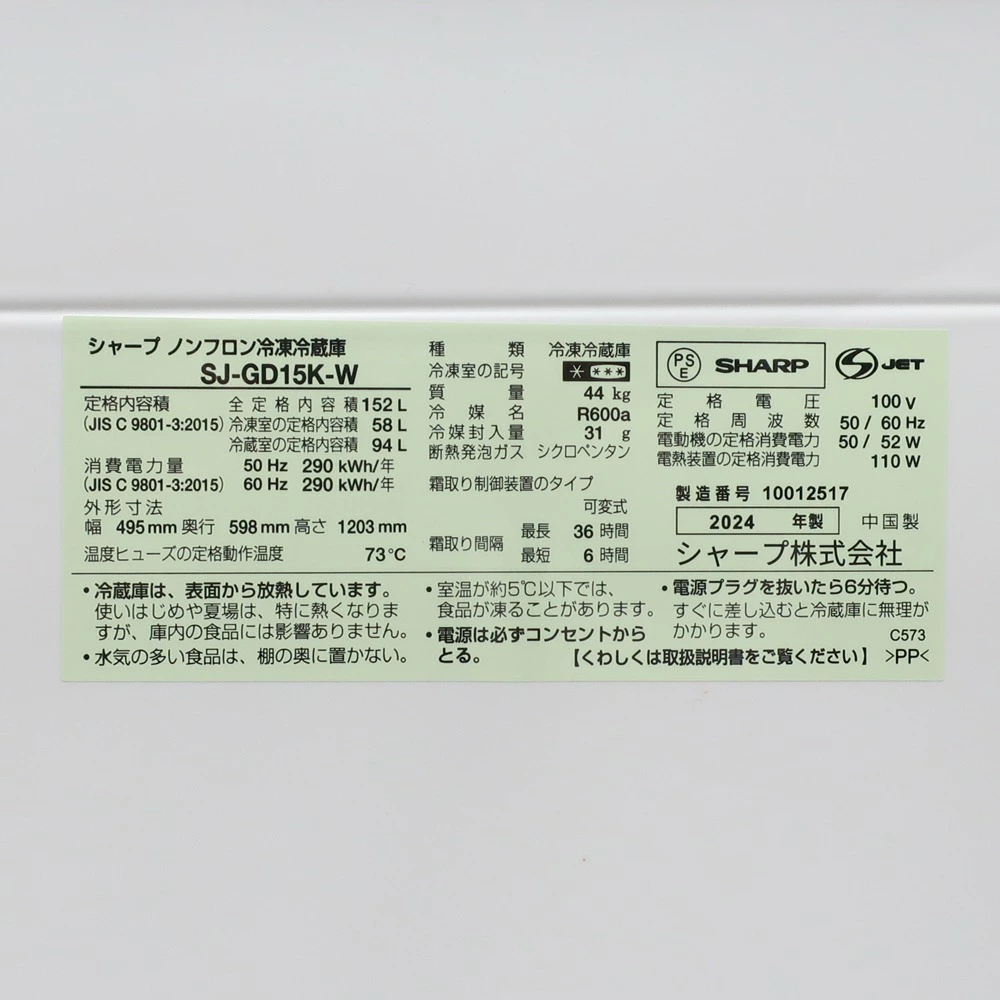 シャープ ノンフロン冷凍冷蔵庫
SJ-GD15K-W
定格内容積 全定格内容積 152 L
(JIS C 9801-3:2015) 冷凍室の定格内容積 58 L
冷蔵室の定格内容積 94 L
消費電力量 50 Hz 290 kWh/年
(JIS C 9801-3:2015) 60 Hz 290 kWh/年
外形寸法
幅 495 mm 奥行 598 mm 高さ 1203 mm
温度ヒューズの定格動作温度 73℃
種類 冷凍冷蔵庫
冷凍室の記号 * ***
質量 44 kg
冷媒名 R600a
冷媒封入量 31 g
断熱発泡ガス シクロペンタン
霜取り制御装置のタイプ
可変式
霜取り間隔 最長 36 時間
最短 6 時間
PS E SHARP JET
定格電圧 100 V
定格周波数 50 / 60 Hz
電動機の定格消費電力 50 / 52 W
電熱装置の定格消費電力 110 W
製造番号 10012517
2024 年製 中国製
シャープ株式会社
・冷蔵庫は、表面から放熱しています。
使いはじめや夏場は、特に熱くなりま
すが、庫内の食品には影響ありません。
・水気の多い食品は、棚の奥に置かない。
・室温が約5℃以下では、
食品が凍ることがあります。
・電源は必ずコンセントから
とる。
・電源プラグを抜いたら6分待つ。
すぐに差し込むと冷蔵庫に無理が
かかります。 C573
【くわしくは取扱説明書をご覧ください】 >PP<